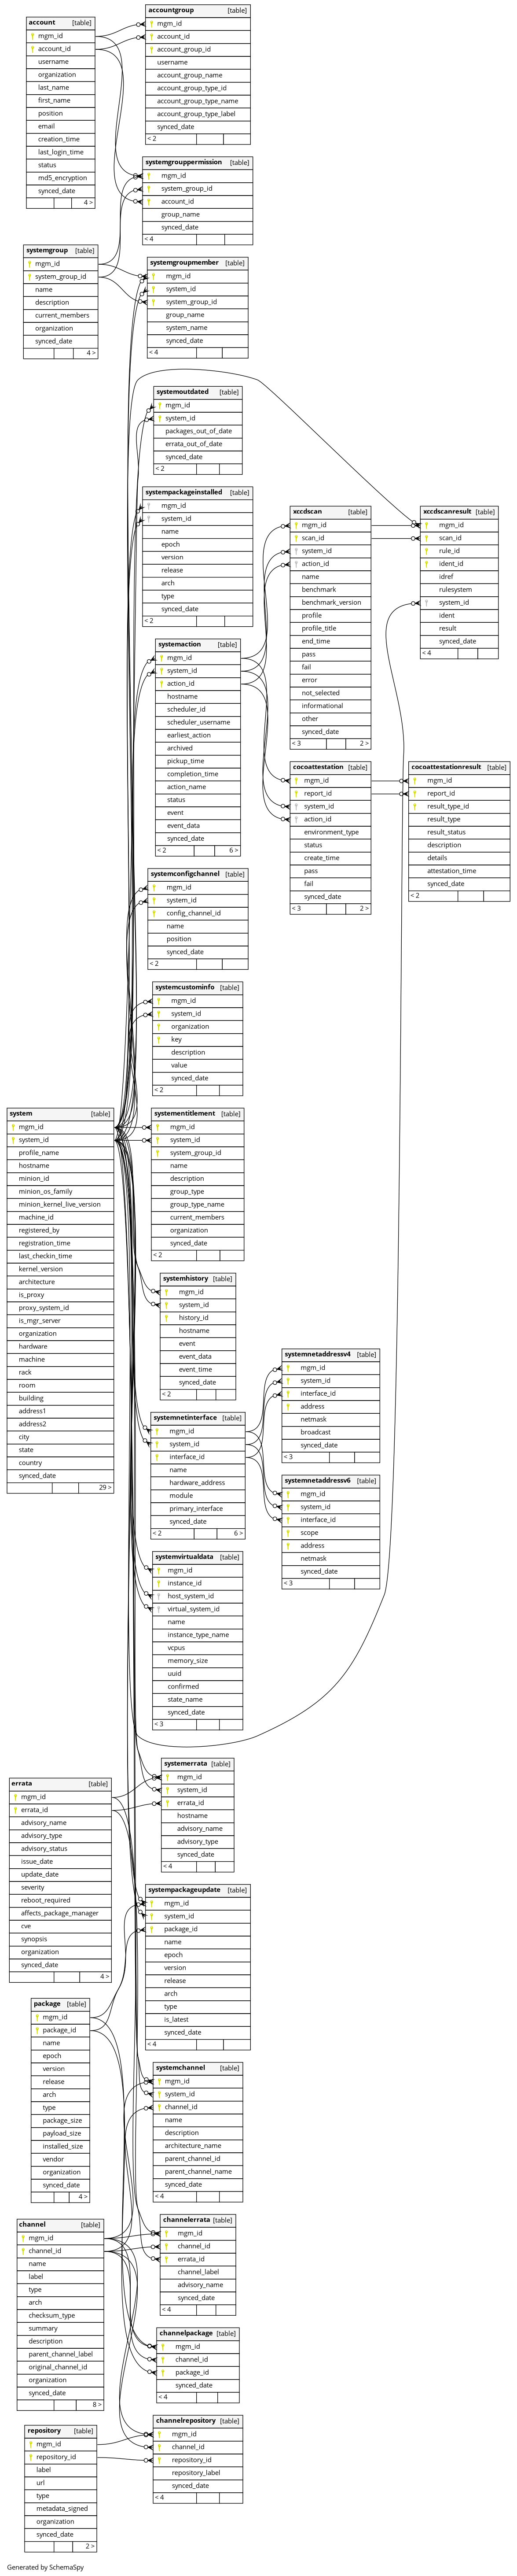 account [table]
mgm_id
account_id
username
organization
last_name
first_name
position
email
creation_time
last_login_time
status
md5_encryption
synced_date
4 >
accountgroup [table]
mgm_id
account_id
account_group_id
username
account_group_name
account_group_type_id
account_group_type_name
account_group_type_label
synced_date
< 2
systemgrouppermission [table]
mgm_id
system_group_id
account_id
group_name
synced_date
< 4
systemgroup [table]
mgm_id
system_group_id
name
description
current_members
organization
synced_date
4 >
systemgroupmember [table]
mgm_id
system_id
system_group_id
group_name
system_name
synced_date
< 4
systemoutdated [table]
mgm_id
system_id
packages_out_of_date
errata_out_of_date
synced_date
< 2
systempackageinstalled [table]
mgm_id
system_id
name
epoch
version
release
arch
type
synced_date
< 2
xccdscan [table]
mgm_id
scan_id
system_id
action_id
name
benchmark
benchmark_version
profile
profile_title
end_time
pass
fail
error
not_selected
informational
other
synced_date
< 3 2 >
xccdscanresult [table]
mgm_id
scan_id
rule_id
ident_id
idref
rulesystem
system_id
ident
result
synced_date
< 4
systemaction [table]
mgm_id
system_id
action_id
hostname
scheduler_id
scheduler_username
earliest_action
archived
pickup_time
completion_time
action_name
status
event
event_data
synced_date
< 2 6 >
cocoattestation [table]
mgm_id
report_id
system_id
action_id
environment_type
status
create_time
pass
fail
synced_date
< 3 2 >
cocoattestationresult [table]
mgm_id
report_id
result_type_id
result_type
result_status
description
details
attestation_time
synced_date
< 2
systemconfigchannel [table]
mgm_id
system_id
config_channel_id
name
position
synced_date
< 2
systemcustominfo [table]
mgm_id
system_id
organization
key
description
value
synced_date
< 2
system [table]
mgm_id
system_id
profile_name
hostname
minion_id
minion_os_family
minion_kernel_live_version
machine_id
registered_by
registration_time
last_checkin_time
kernel_version
architecture
is_proxy
proxy_system_id
is_mgr_server
organization
hardware
machine
rack
room
building
address1
address2
city
state
country
synced_date
29 >
systementitlement [table]
mgm_id
system_id
system_group_id
name
description
group_type
group_type_name
current_members
organization
synced_date
< 2
systemhistory [table]
mgm_id
system_id
history_id
hostname
event
event_data
event_time
synced_date
< 2
systemnetinterface [table]
mgm_id
system_id
interface_id
name
hardware_address
module
primary_interface
synced_date
< 2 6 >
systemnetaddressv4 [table]
mgm_id
system_id
interface_id
address
netmask
broadcast
synced_date
< 3
systemnetaddressv6 [table]
mgm_id
system_id
interface_id
scope
address
netmask
synced_date
< 3
systemvirtualdata [table]
mgm_id
instance_id
host_system_id
virtual_system_id
name
instance_type_name
vcpus
memory_size
uuid
confirmed
state_name
synced_date
< 3
systemerrata [table]
mgm_id
system_id
errata_id
hostname
advisory_name
advisory_type
synced_date
< 4
errata [table]
mgm_id
errata_id
advisory_name
advisory_type
advisory_status
issue_date
update_date
severity
reboot_required
affects_package_manager
cve
synopsis
organization
synced_date
4 >
systempackageupdate [table]
mgm_id
system_id
package_id
name
epoch
version
release
arch
type
is_latest
synced_date
< 4
package [table]
mgm_id
package_id
name
epoch
version
release
arch
type
package_size
payload_size
installed_size
vendor
organization
synced_date
4 >
systemchannel [table]
mgm_id
system_id
channel_id
name
description
architecture_name
parent_channel_id
parent_channel_name
synced_date
< 4
channel [table]
mgm_id
channel_id
name
label
type
arch
checksum_type
summary
description
parent_channel_label
original_channel_id
organization
synced_date
8 >
channelerrata [table]
mgm_id
channel_id
errata_id
channel_label
advisory_name
synced_date
< 4
channelpackage [table]
mgm_id
channel_id
package_id
synced_date
< 4
channelrepository [table]
mgm_id
channel_id
repository_id
repository_label
synced_date
< 4
repository [table]
mgm_id
repository_id
label
url
type
metadata_signed
organization
synced_date
2 >
Generated by SchemaSpy